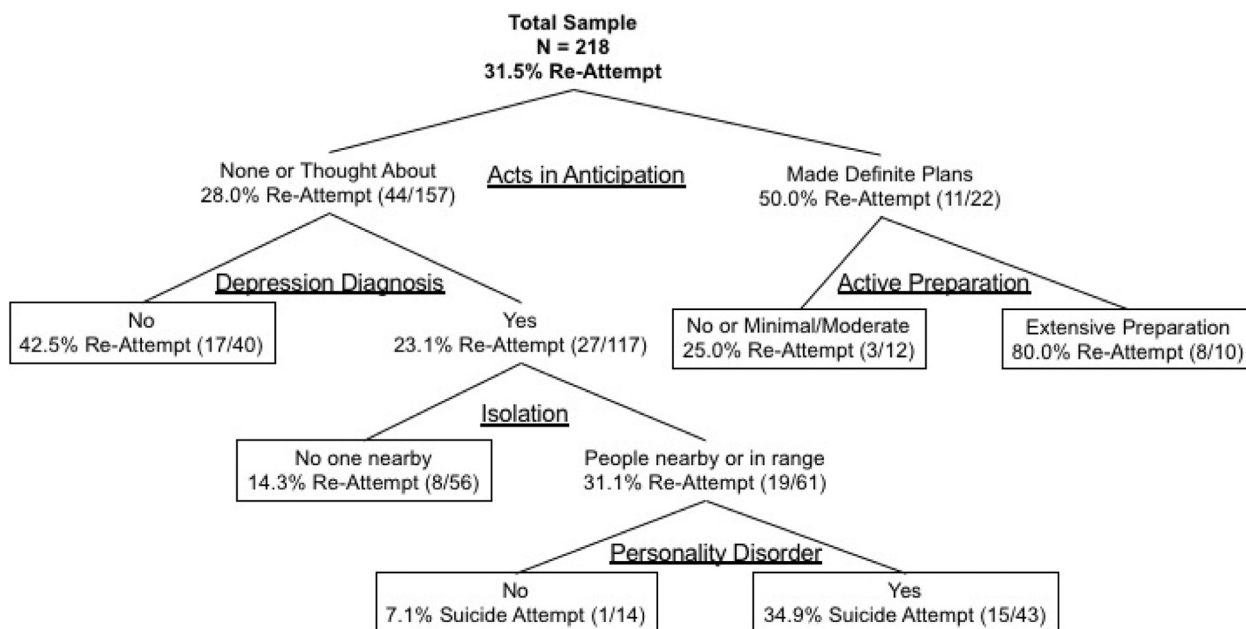 Total Sample
N = 218
31.5% Re-Attempt
None or Thought About
28.0% Re-Attempt (44/157)
Acts in Anticipation
Made Definite Plans
50.0% Re-Attempt (11/22)
Depression Diagnosis
Active Preparation
No
42.5% Re-Attempt (17/40)
Yes
23.1% Re-Attempt (27/117)
No or Minimal/Moderate
25.0% Re-Attempt (3/12)
Extensive Preparation
80.0% Re-Attempt (8/10)
Isolation
No one nearby
14.3% Re-Attempt (8/56)
People nearby or in range
31.1% Re-Attempt (19/61)
Personality Disorder
No
7.1% Suicide Attempt (1/14)
Yes
34.9% Suicide Attempt (15/43)